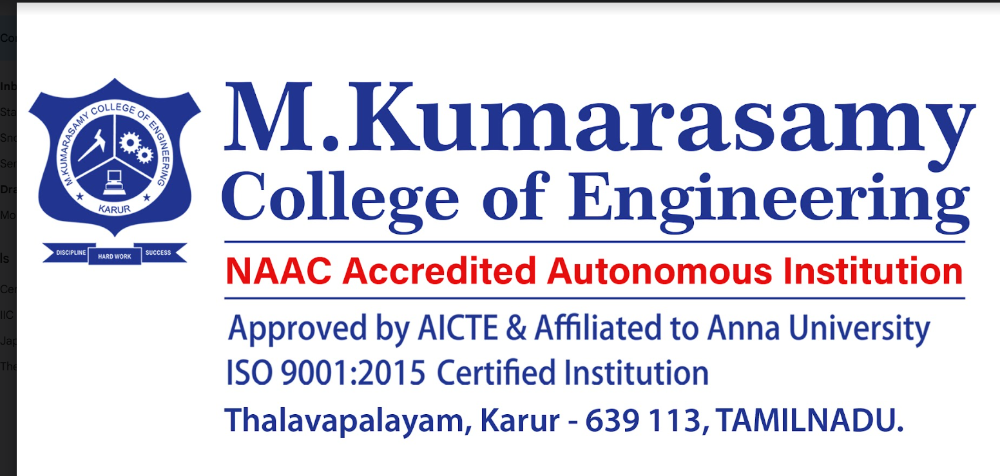 M.KUMARASAMY COLLEGE OF ENGINEERING
KARUR
DISCIPLINE HARD WORK SUCCESS
M.Kumarasamy
College of Engineering
NAAC Accredited Autonomous Institution
Approved by AICTE & Affiliated to Anna University
ISO 9001:2015 Certified Institution
Thalavapalayam, Karur - 639 113, TAMILNADU.